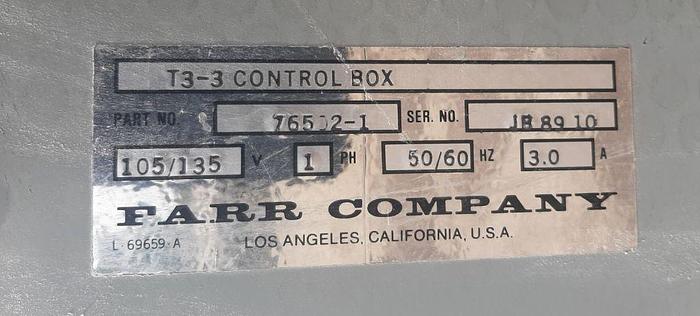 T3-3 CONTROL BOX
PART NO. SER. NO. JB 89 10
105/135 V 1 PH 50/60 HZ 3.0 A
FARR COMPANY
L-69659-A LOS ANGELES, CALIFORNIA, U.S.A.